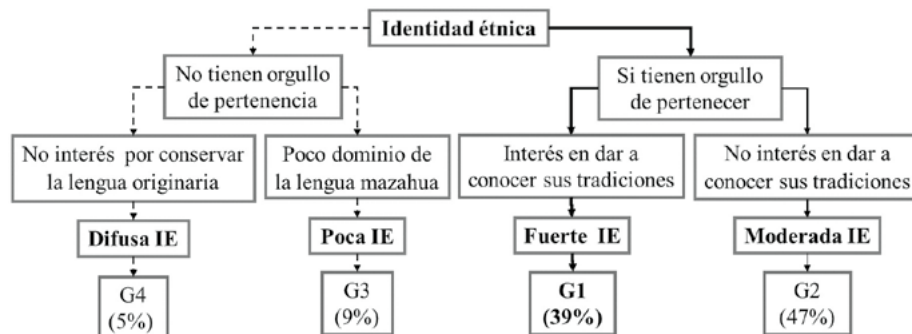 Identidad étnica
No tienen orgullo
de pertenencia
Si tienen orgullo
de pertenecer
No interés por conservar
la lengua originaria
Poco dominio de
la lengua mazahua
Interés en dar a
conocer sus tradiciones
No interés en dar a
conocer sus tradiciones
Difusa IE
Poca IE
Fuerte IE
Moderada IE
G4
(5%)
G3
(9%)
G1
(39%)
G2
(47%)